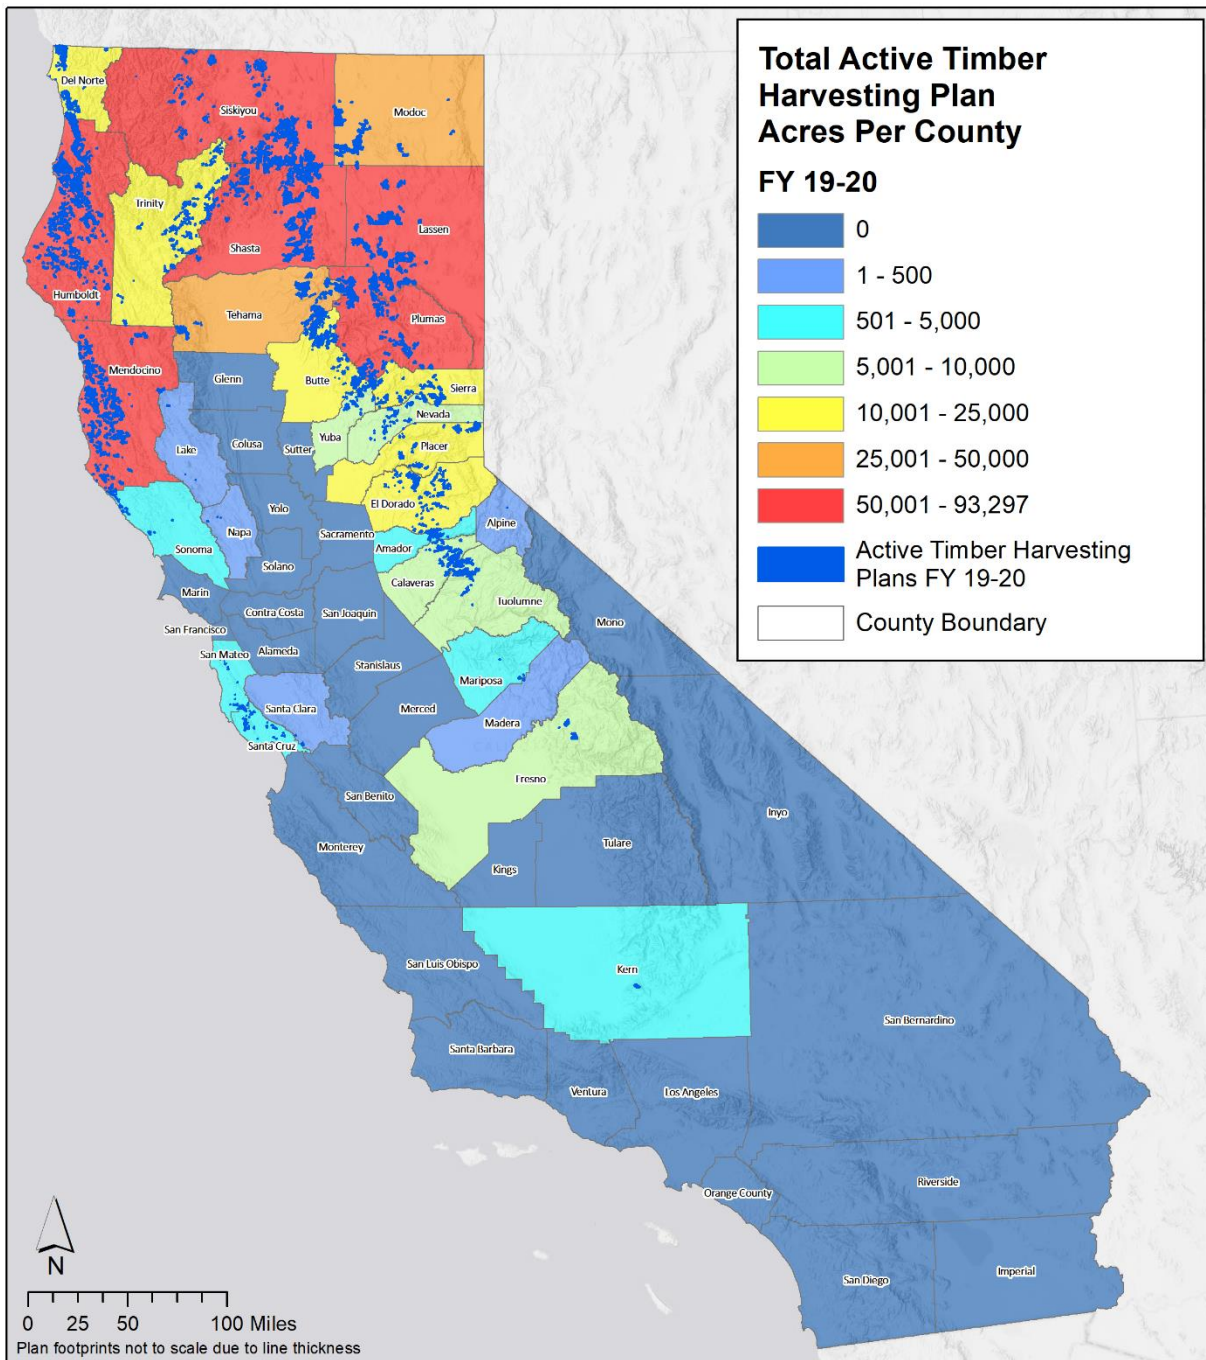 Total Active Timber
Harvesting Plan
Acres Per County
FY 19-20
0
1 - 500
501 - 5,000
5,001 - 10,000
10,001 - 25,000
25,001 - 50,000
50,001 - 93,297
Active Timber Harvesting
Plans FY 19-20
County Boundary
Del Norte
Siskiyou
Modoc
Trinity
Shasta
Lassen
Humboldt
Tehama
Plumas
Mendocino
Glenn
Butte
Sierra
Nevada
Yuba
Lake
Colusa
Sutter
Placer
El Dorado
Yolo
Napa
Sacramento
Alpine
Sonoma
Amador
Solano
Calaveras
Marin
Tuolumne
Contra Costa
San Joaquin
San Francisco
Mono
Alameda
San Mateo
Stanislaus
Mariposa
Santa Clara
Merced
Madera
Santa Cruz
Fresno
San Benito
Inyo
Monterey
Tulare
Kings
San Luis Obispo
Kern
San Bernardino
Santa Barbara
Ventura
Los Angeles
Orange County
Riverside
San Diego
Imperial
N
0 25 50 100 Miles
Plan footprints not to scale due to line thickness